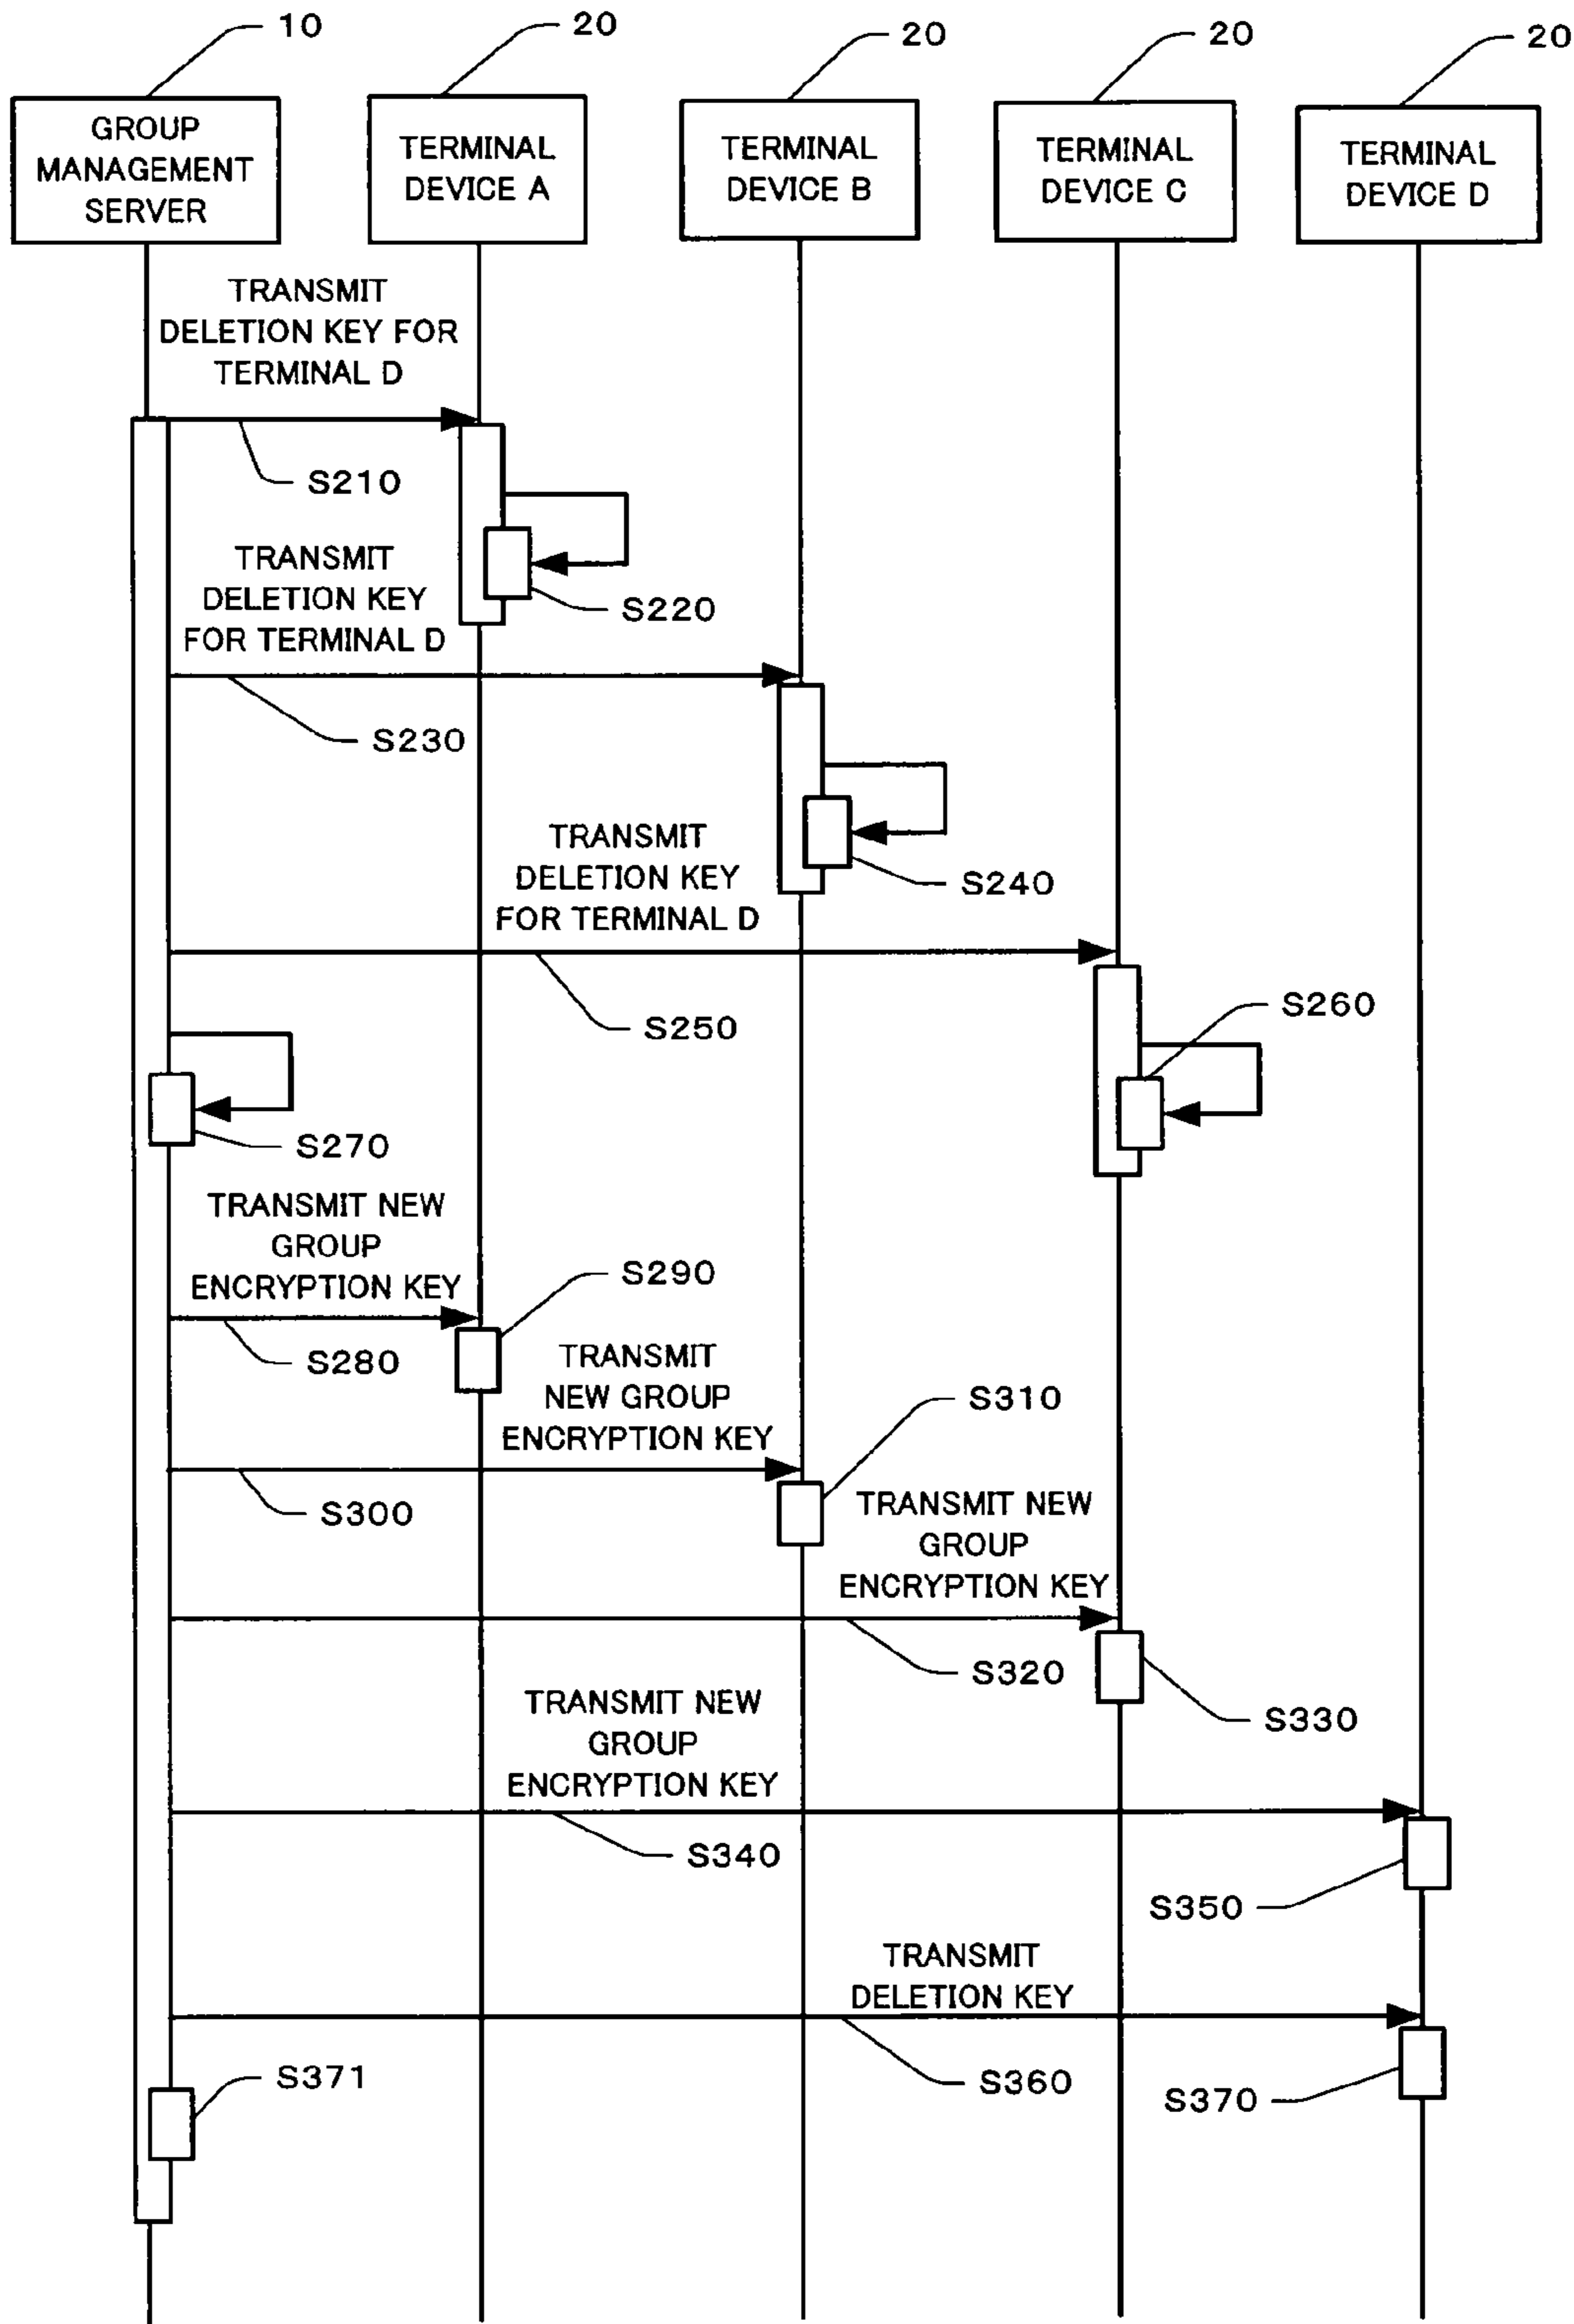 10
20
20
20
20
GROUP
MANAGEMENT
SERVER
TERMINAL
DEVICE A
TERMINAL
DEVICE B
TERMINAL
DEVICE C
TERMINAL
DEVICE D
TRANSMIT
DELETION KEY FOR
TERMINAL D
S210
TRANSMIT
DELETION KEY
FOR TERMINAL D
S220
S230
TRANSMIT
DELETION KEY
FOR TERMINAL D
S240
S250
S260
S270
TRANSMIT NEW
GROUP
ENCRYPTION KEY
S290
S280
TRANSMIT
NEW GROUP
ENCRYPTION KEY
S310
S300
TRANSMIT NEW
GROUP
ENCRYPTION KEY
S320
S330
TRANSMIT NEW
GROUP
ENCRYPTION KEY
S340
S350
TRANSMIT
DELETION KEY
S371
S360
S370